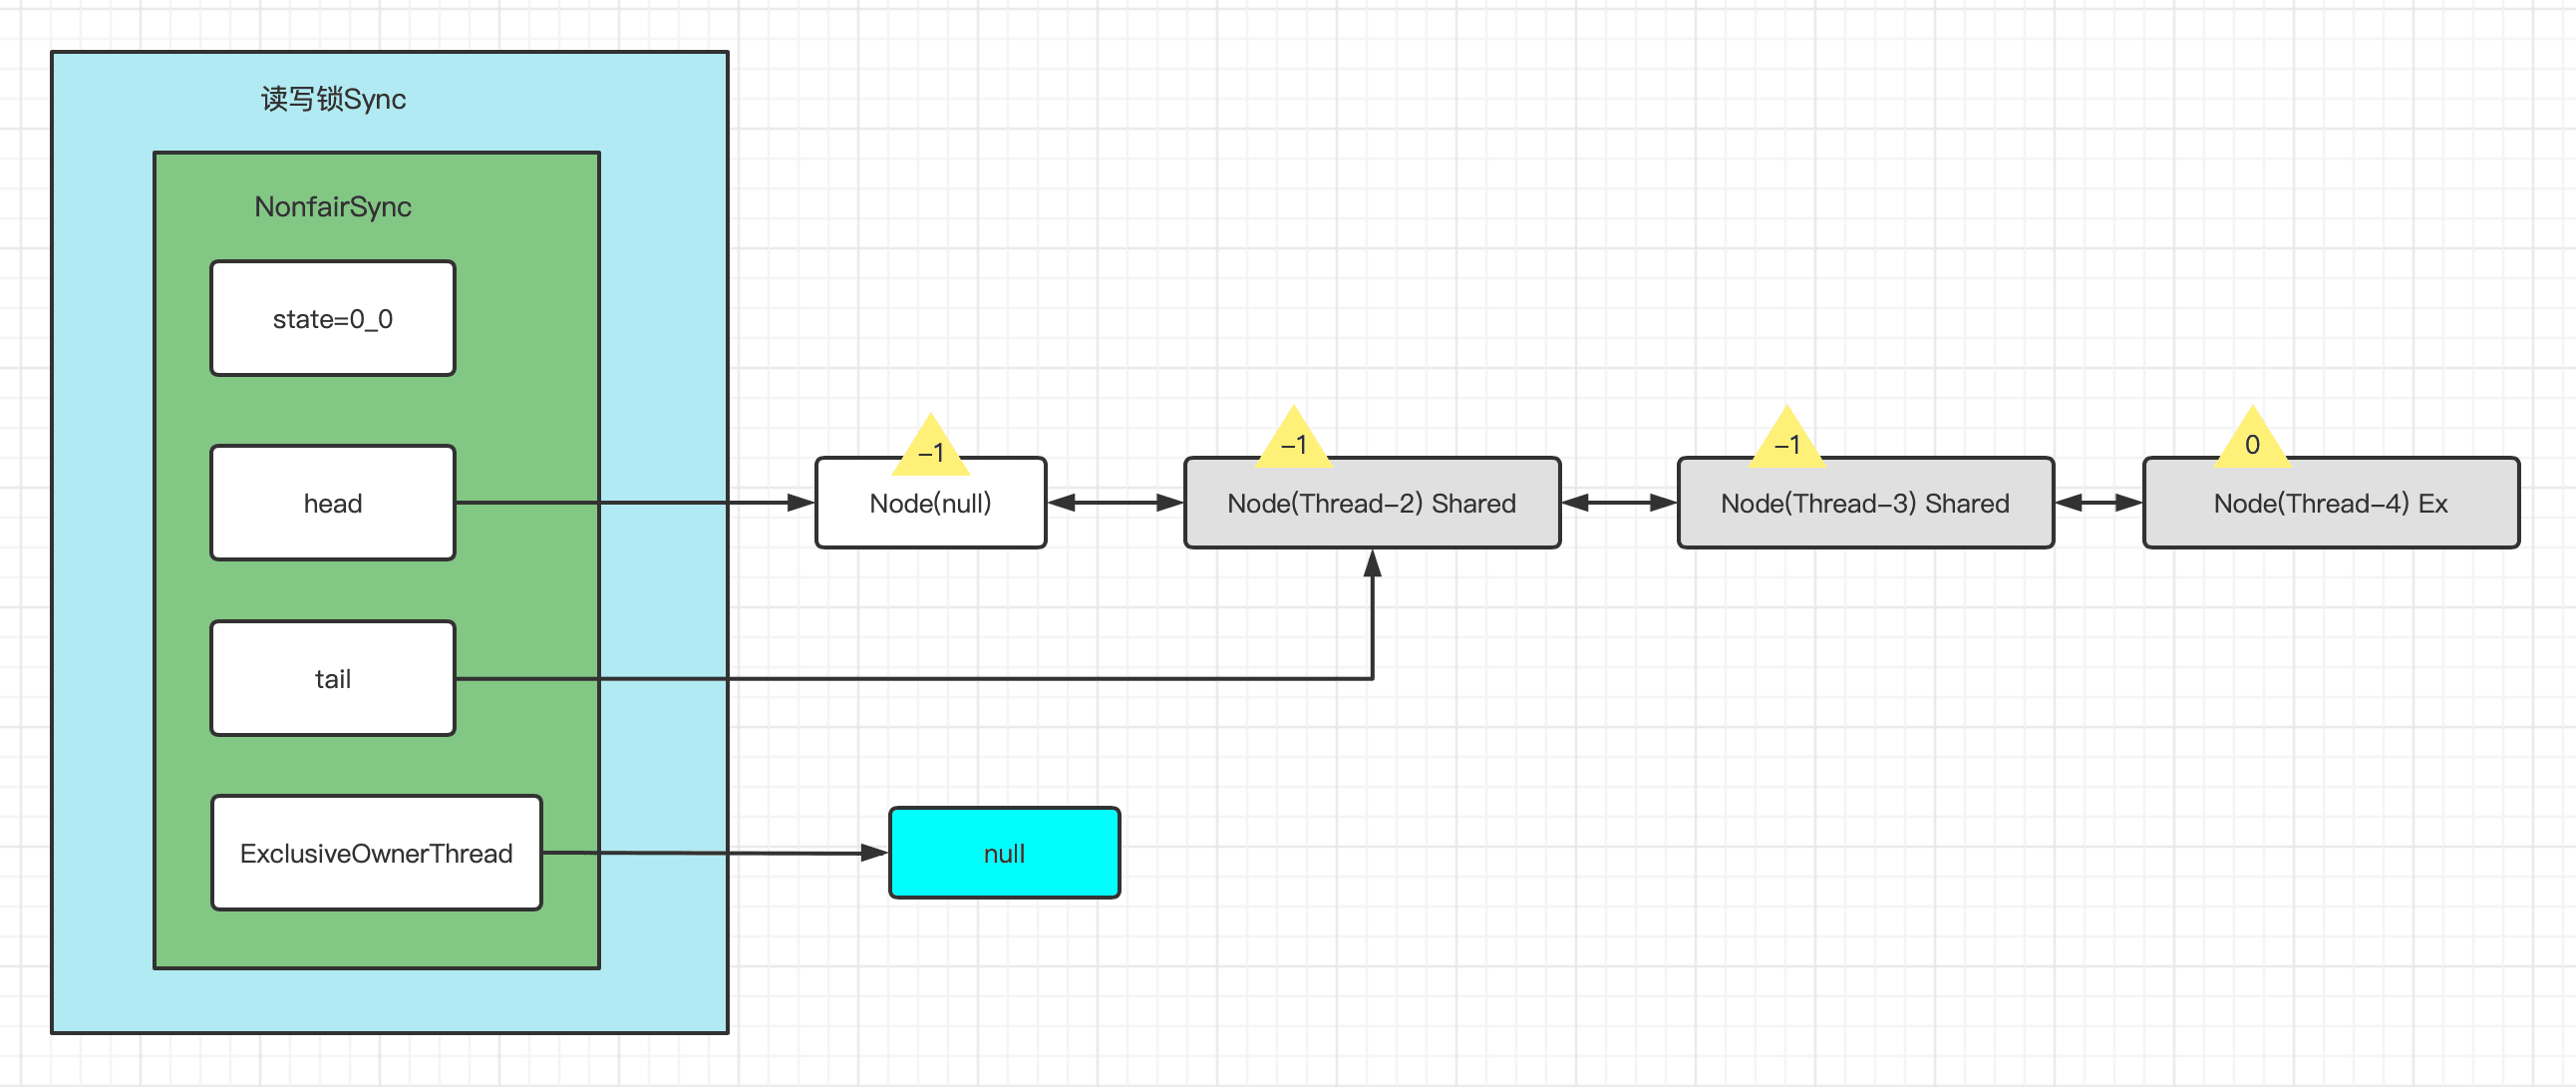 读写锁Sync
NonfairSync
state=0_0
head
tail
ExclusiveOwnerThread
-1
Node(null)
-1
Node(Thread-2) Shared
-1
Node(Thread-3) Shared
0
Node(Thread-4) Ex
null